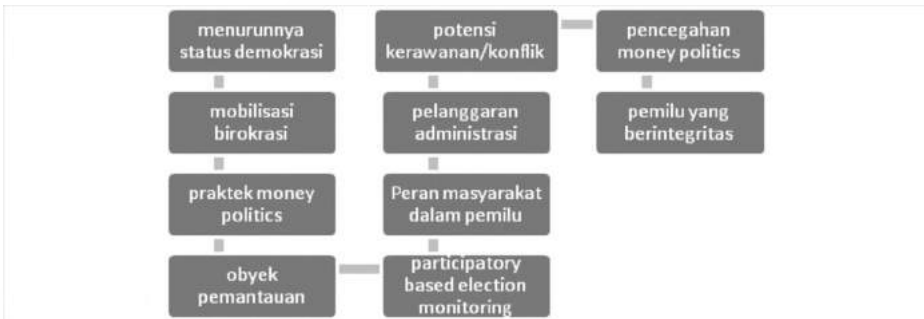 menurunnya
status demokrasi
mobilisasi
birokrasi
praktek money
politics
obyek
pemantauan
participatory
based election
monitoring
Peran masyarakat
dalam pemilu
pelanggaran
administrasi
potensi
kerawanan/konflik
pencegahan
money politics
pemilu yang
berintegritas